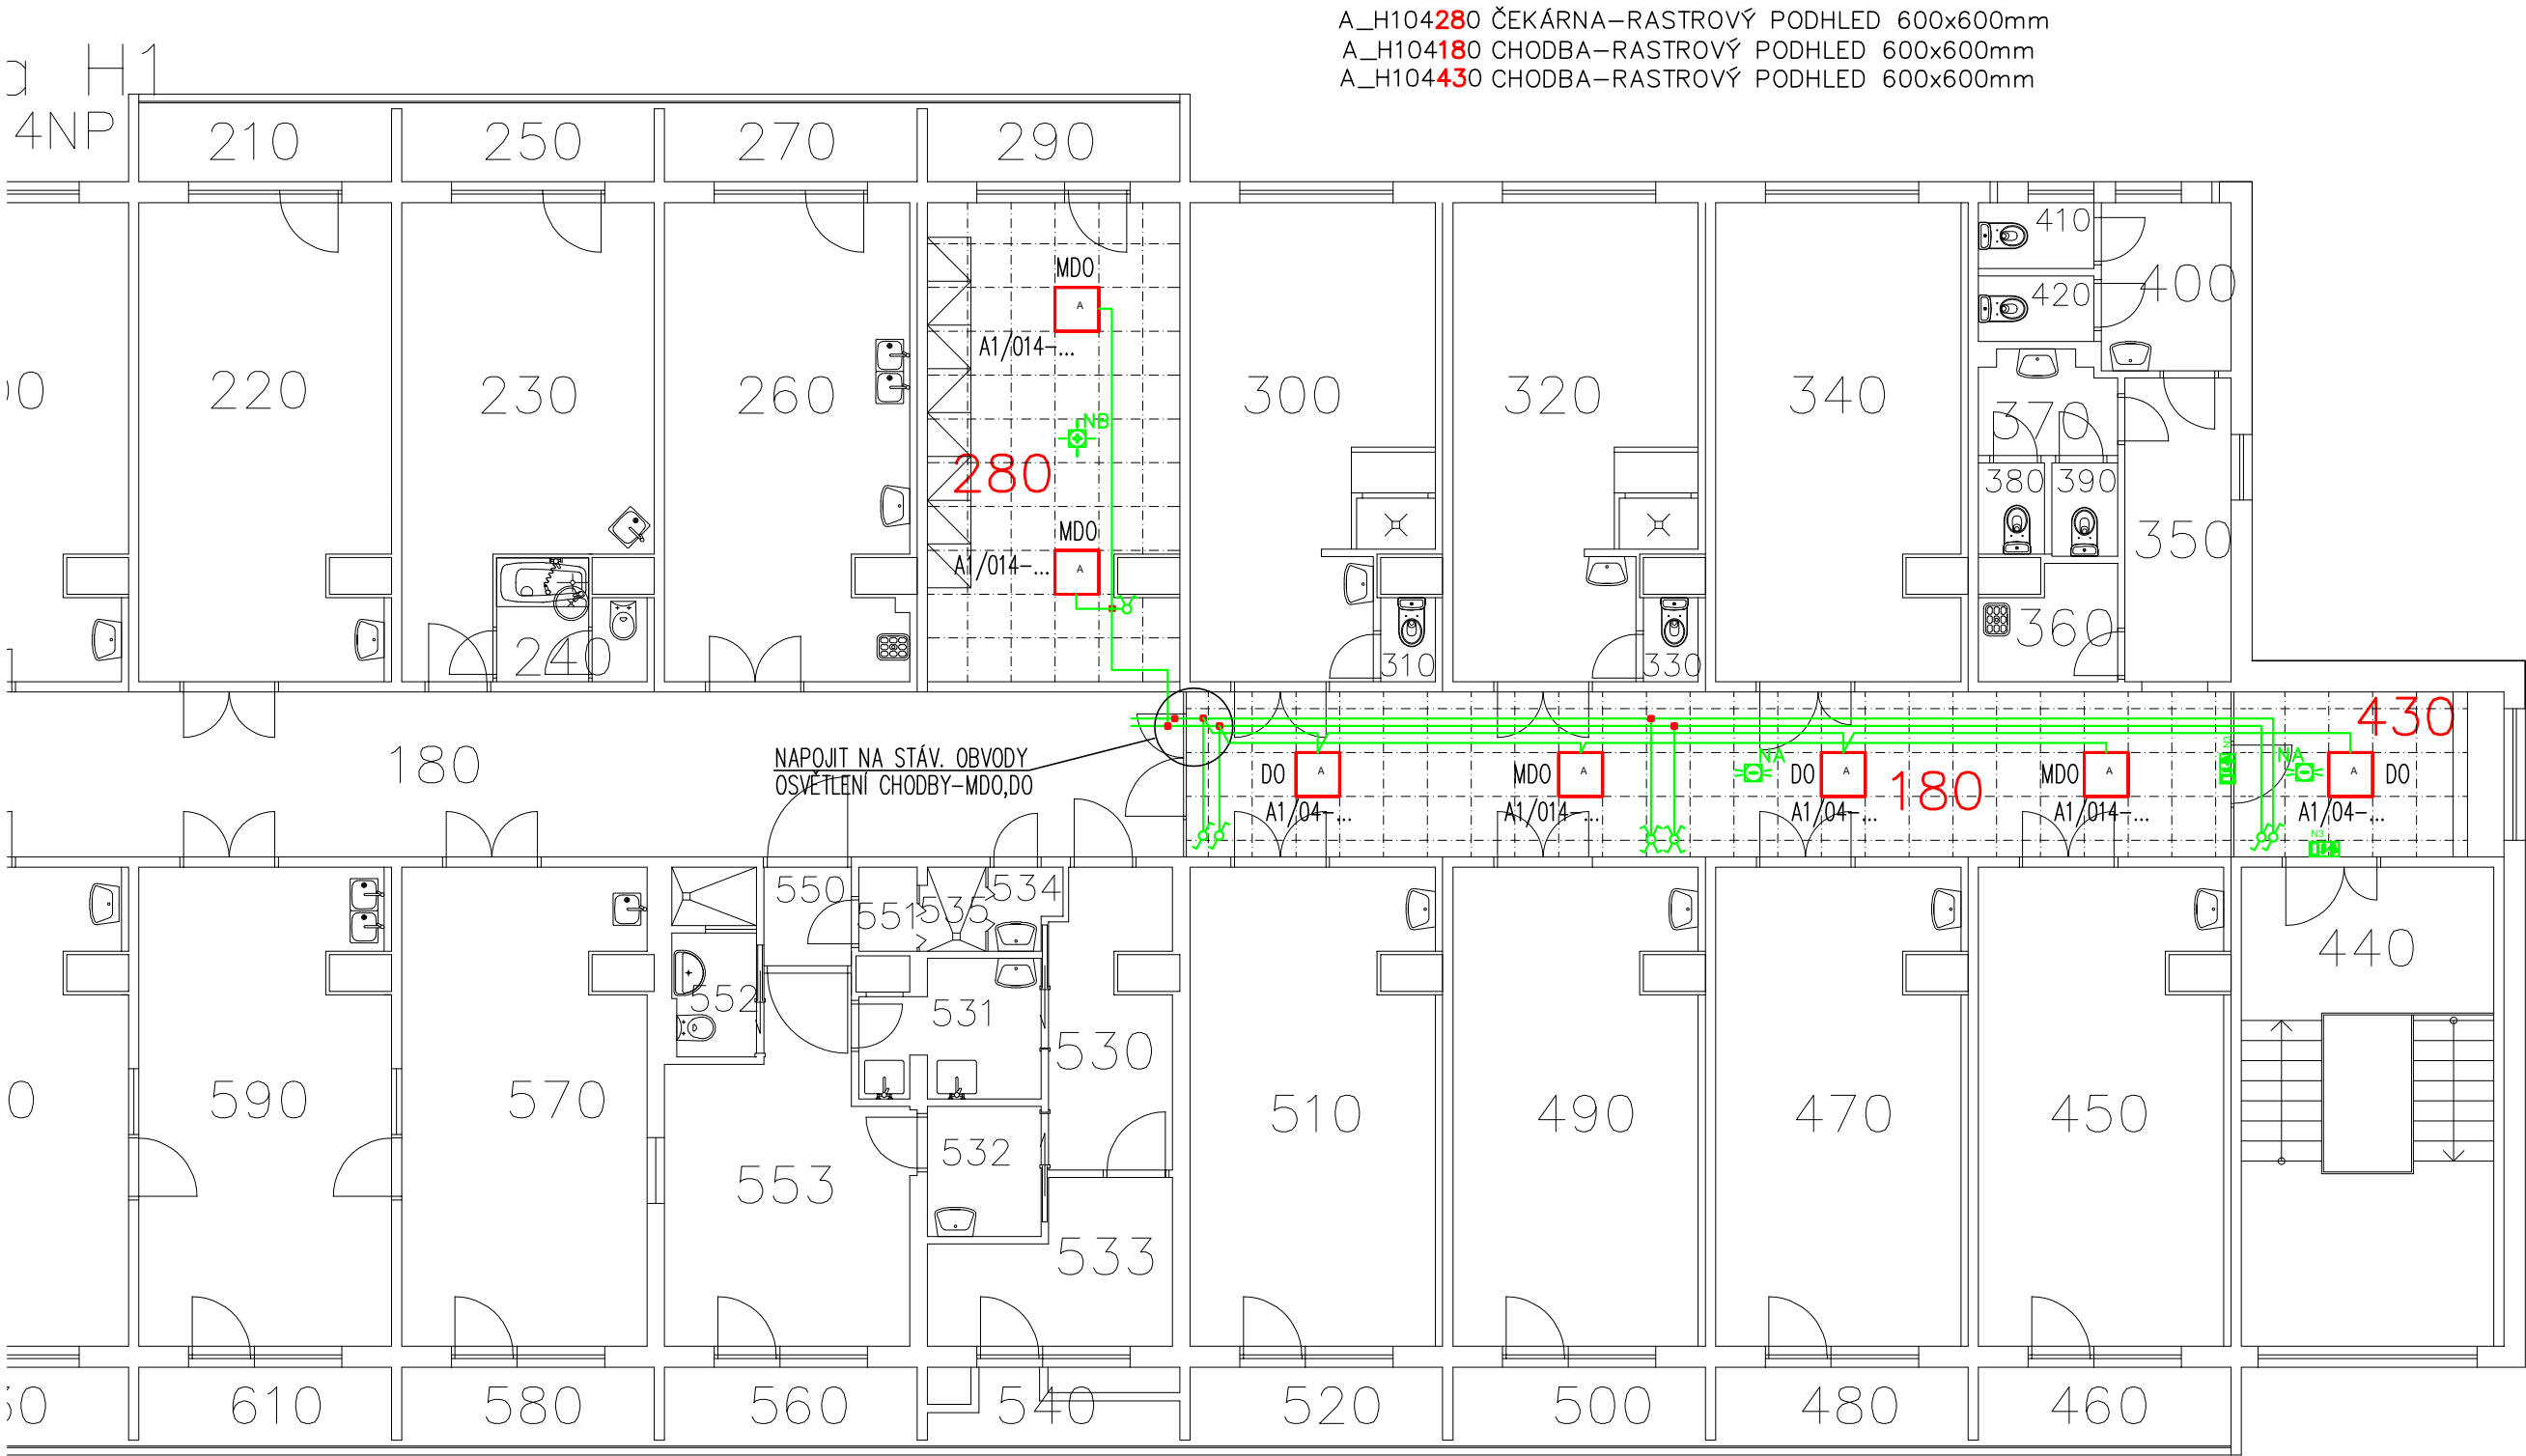 A_H104280 ČEKÁRNA-RASTROVÝ PODHLED 600x600mm
A_H104180 CHODBA-RASTROVÝ PODHLED 600x600mm
A_H104430 CHODBA-RASTROVÝ PODHLED 600x600mm
H1
4NP
210
250
270
290
410
400
420
MDO
A
A1/014-...
220
230
260
300
320
340
370
NB
280
380
390
350
MDO
A1/014-...
A
240
310
330
360
430
180
NAPOJIT NA STÁV. OBVODY
OSVĚTLENÍ CHODBY-MDO,DO
DO
A
A1/04-...
MDO
A
A1/014-...
NA
DO
A
A1/04-...
180
MDO
A
A1/014-...
NA
A
DO
A1/04-...
N3
550
551
535
534
440
552
531
530
590
570
510
490
470
450
553
532
533
610
580
560
540
520
500
480
460